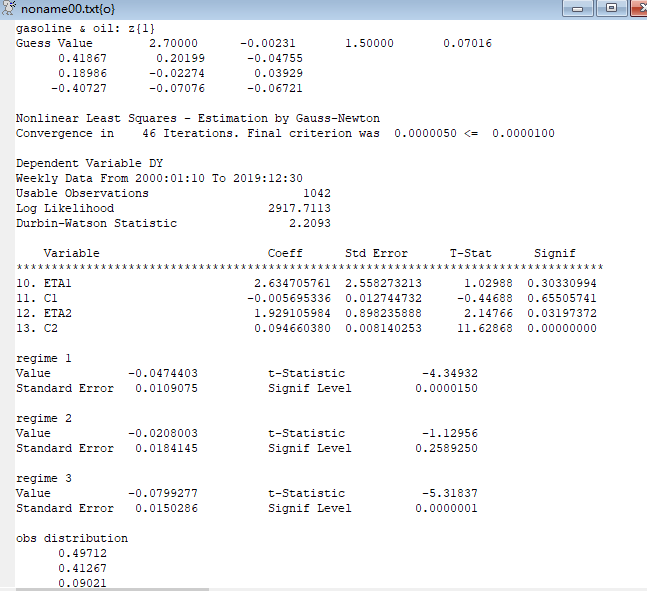 noname00.txt{o}
gasoline & oil: z{1}
Guess Value 2.70000 -0.00231 1.50000 0.07016
0.41867 0.20199 -0.04755
0.18986 -0.02274 0.03929
-0.40727 -0.07076 -0.06721
Nonlinear Least Squares - Estimation by Gauss-Newton
Convergence in 46 Iterations. Final criterion was 0.0000050 <= 0.0000100
Dependent Variable DY
Weekly Data From 2000:01:10 To 2019:12:30
Usable Observations 1042
Log Likelihood 2917.7113
Durbin-Watson Statistic 2.2093
Variable Coeff Std Error T-Stat Signif
************************************************************************************
10. ETA1 2.634705761 2.558273213 1.02988 0.30330994
11. C1 -0.005695336 0.012744732 -0.44688 0.65505741
12. ETA2 1.929105984 0.898235888 2.14766 0.03197372
13. C2 0.094660380 0.008140253 11.62868 0.00000000
regime 1
Value -0.0474403 t-Statistic -4.34932
Standard Error 0.0109075 Signif Level 0.0000150
regime 2
Value -0.0208003 t-Statistic -1.12956
Standard Error 0.0184145 Signif Level 0.2589250
regime 3
Value -0.0799277 t-Statistic -5.31837
Standard Error 0.0150286 Signif Level 0.0000001
obs distribution
0.49712
0.41267
0.09021